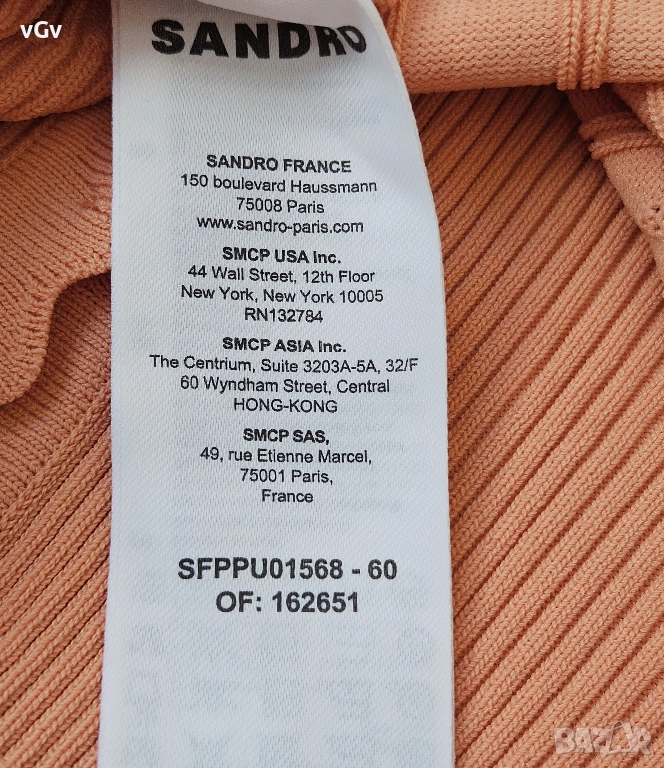 vGv
SANDRO
SANDRO FRANCE
150 boulevard Haussmann
75008 Paris
www.sandro-paris.com
SMCP USA Inc.
44 Wall Street, 12th Floor
New York, New York 10005
RN132784
SMCP ASIA Inc.
The Centrium, Suite 3203A-5A, 32/F
60 Wyndham Street, Central
HONG-KONG
SMCP SAS,
49, rue Etienne Marcel,
75001 Paris,
France
SFPPU01568 - 60
OF: 162651
BAZAR